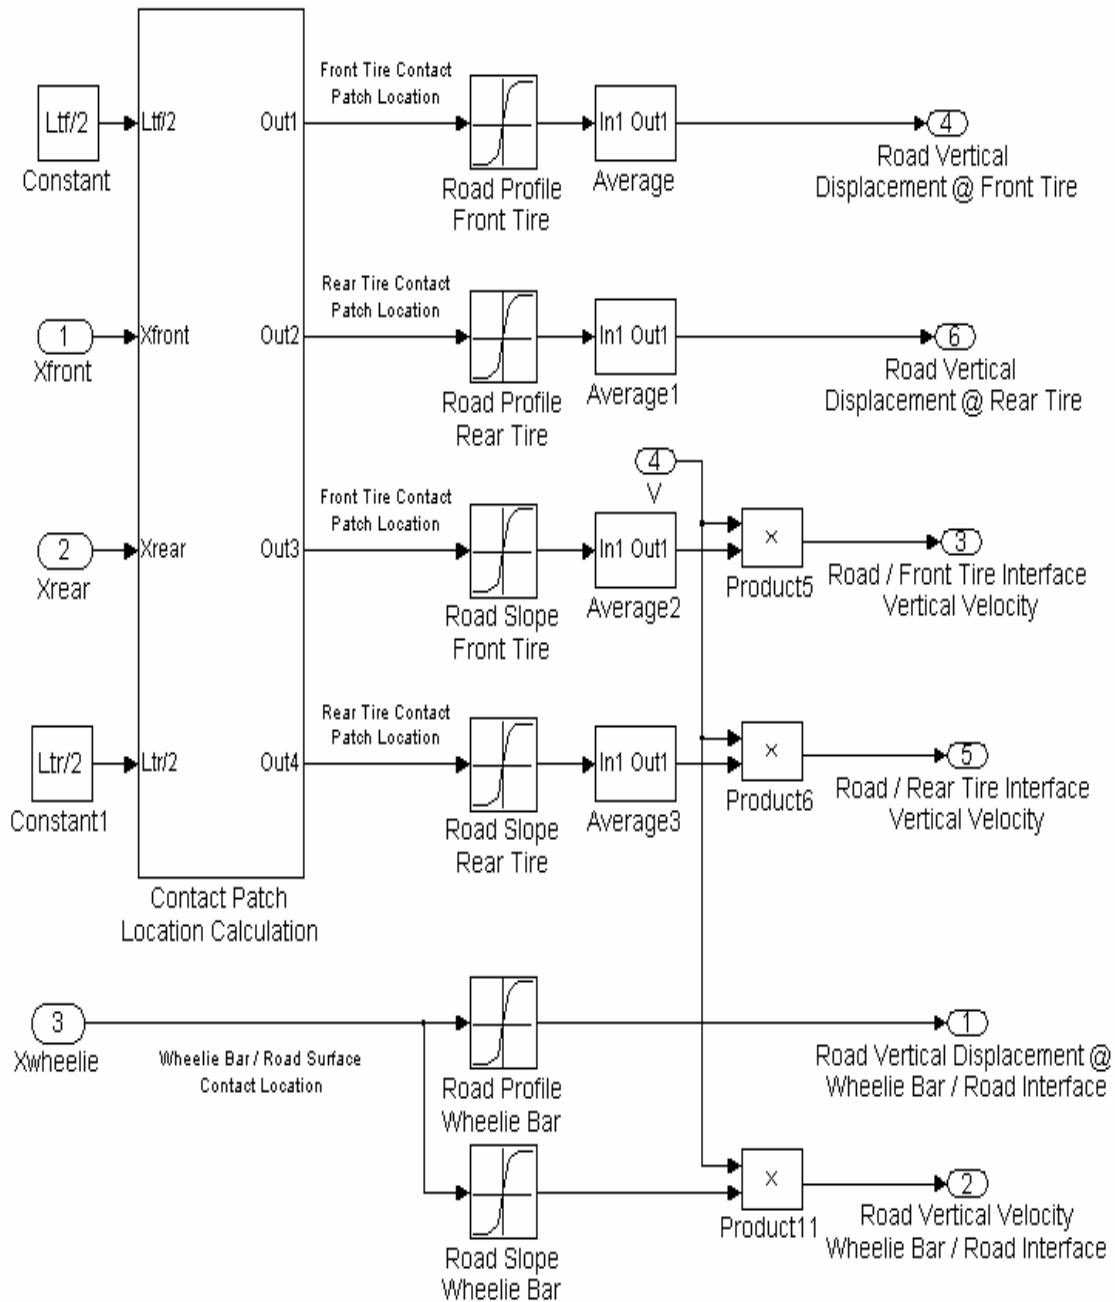 Front Tire Contact
Patch Location
Ltf/2
Ltf/2
Out1
In1 Out1
4
Constant
Road Profile
Front Tire
Average
Road Vertical
Displacement @ Front Tire
Rear Tire Contact
Patch Location
1
Xfront
Out2
In1 Out1
6
Xfront
Road Profile
Rear Tire
Average1
Road Vertical
Displacement @ Rear Tire
4
V
Front Tire Contact
Patch Location
2
Xrear
Out3
In1 Out1
×
3
Xrear
Road Slope
Front Tire
Average2
Product5
Road / Front Tire Interface
Vertical Velocity
Rear Tire Contact
Patch Location
Ltr/2
Ltr/2
Out4
In1 Out1
×
5
Constant1
Road Slope
Rear Tire
Average3
Product6
Road / Rear Tire Interface
Vertical Velocity
Contact Patch
Location Calculation
3
Xwheelie
Wheelie Bar / Road Surface
Contact Location
Road Profile
Wheelie Bar
1
Road Vertical Displacement @
Wheelie Bar / Road Interface
Road Slope
Wheelie Bar
×
Product11
2
Road Vertical Velocity
Wheelie Bar / Road Interface